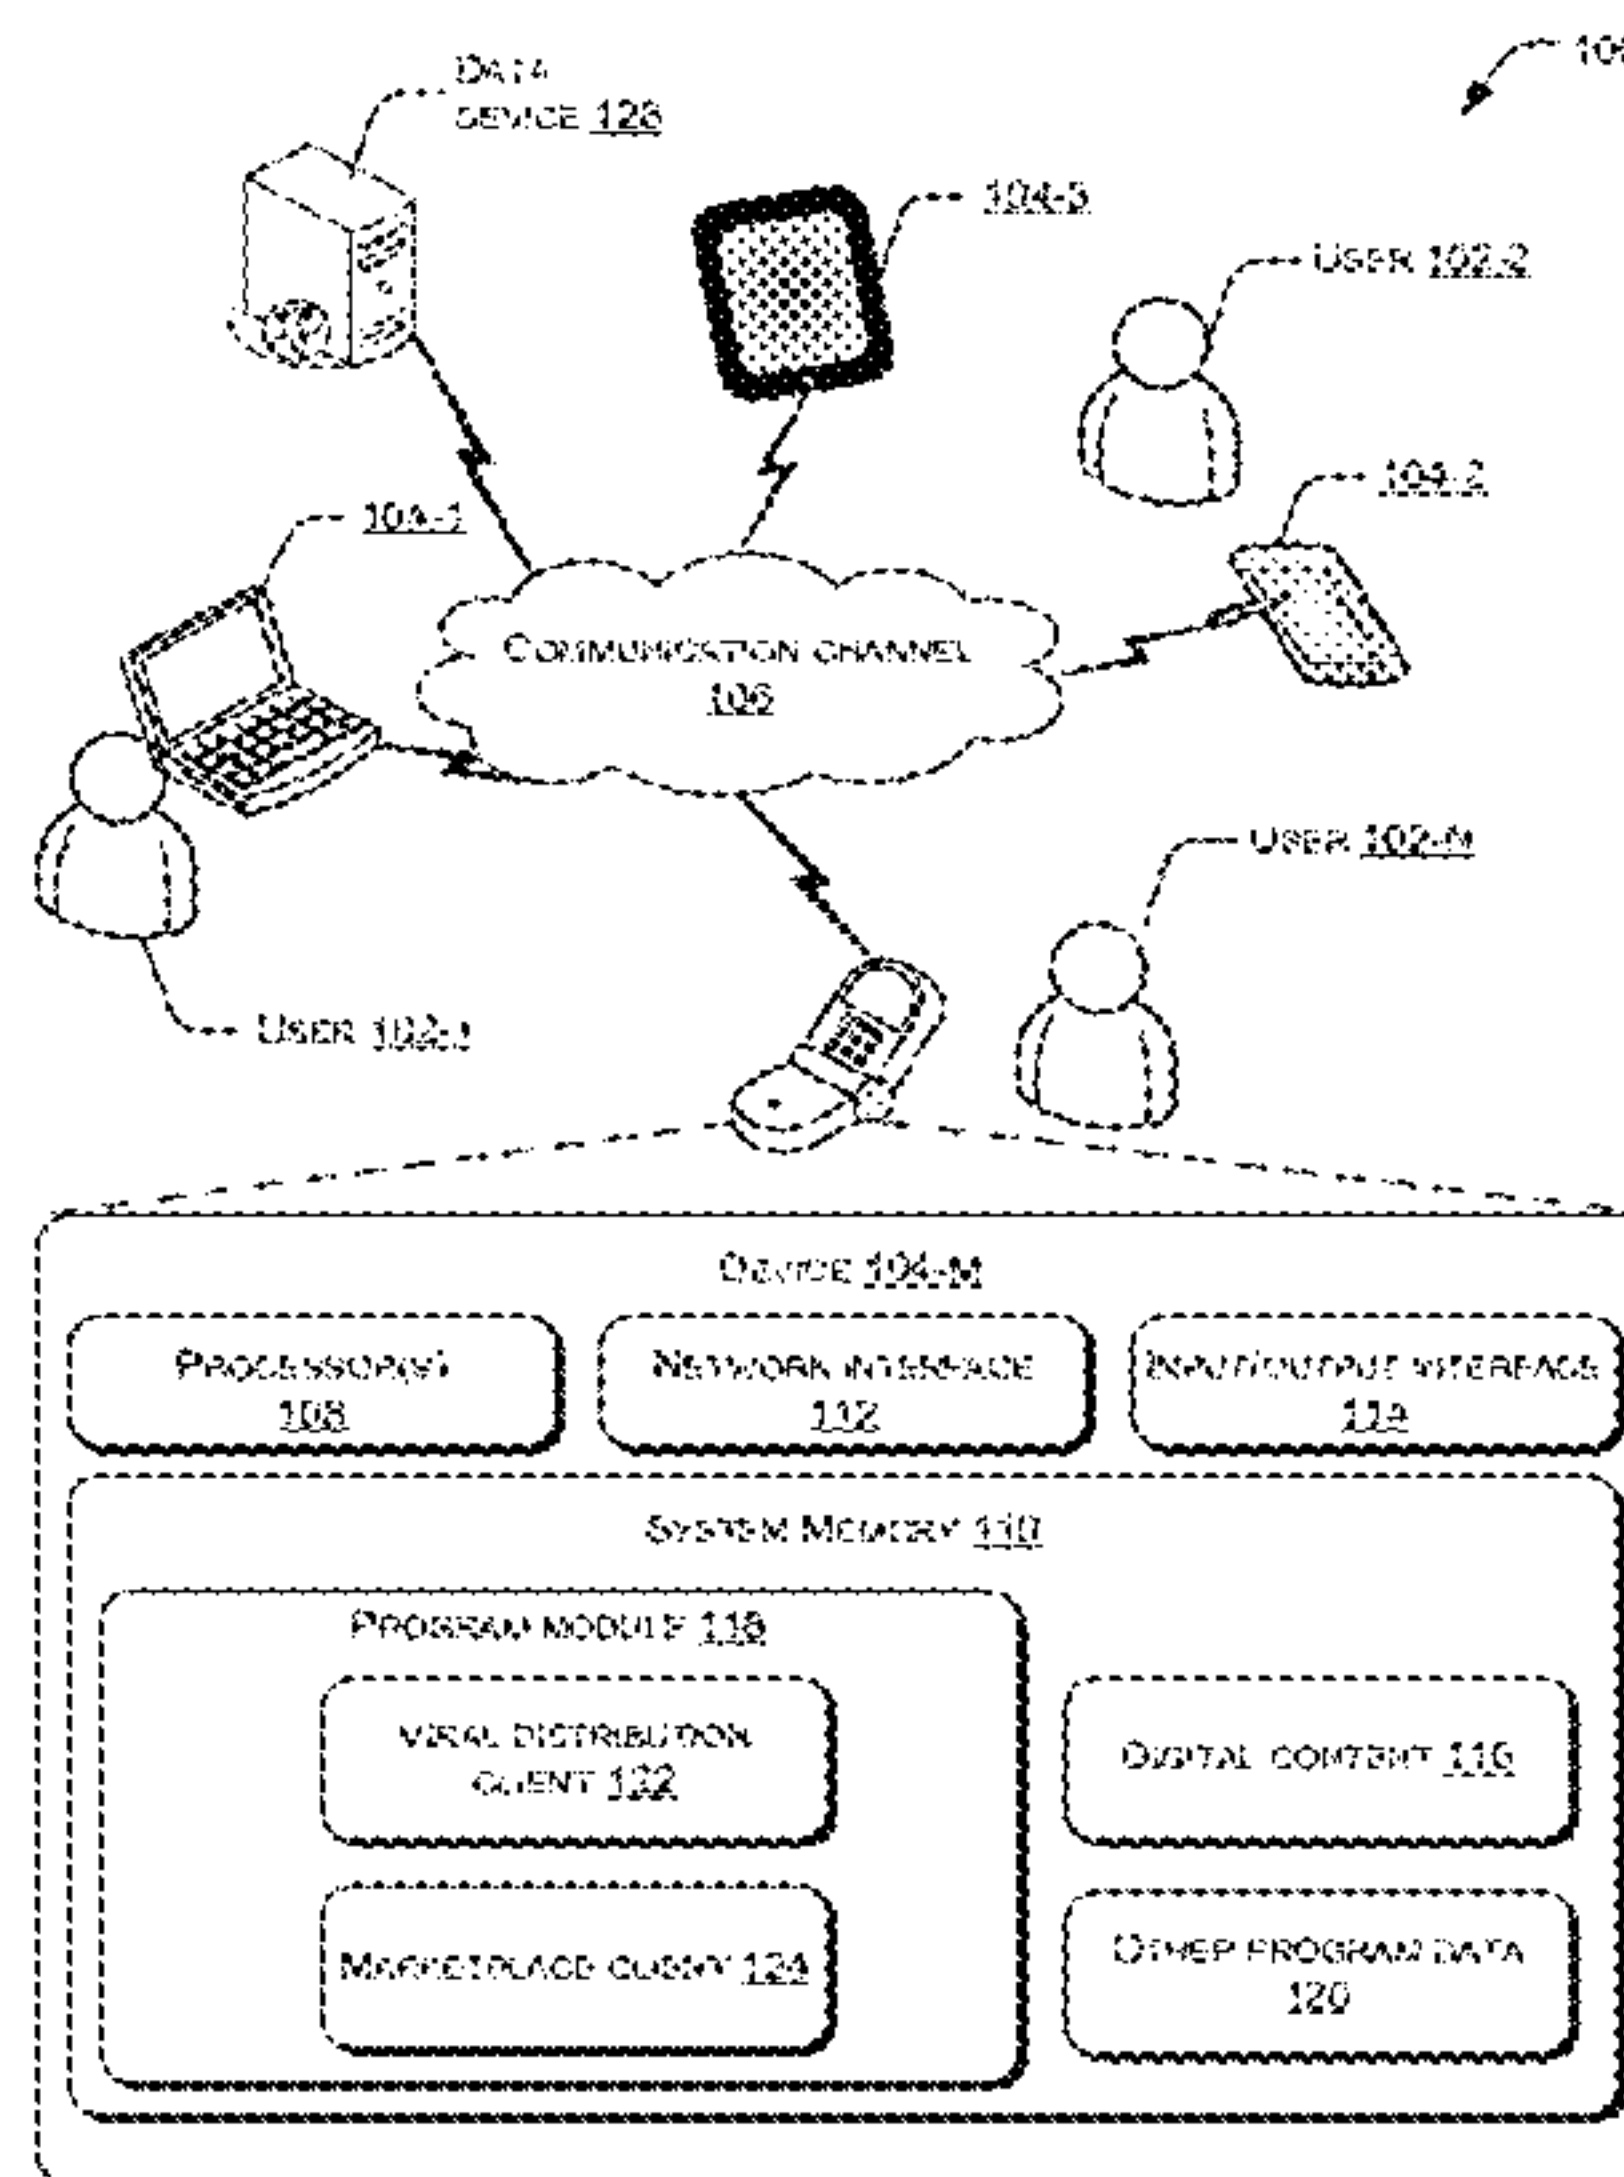 DATA
DEVICE 128
104-3
USER 102-2
104-2
104-1
COMMUNICATION CHANNEL
106
USER 102-N
USER 102-1
DEVICE 104-M
PROCESSOR(S)
108
NETWORK INTERFACE
112
INPUT/OUTPUT INTERFACE
114
SYSTEM MEMORY 110
PROGRAM MODULE 118
VIRAL DISTRIBUTION
CLIENT 122
DIGITAL CONTENT 116
MARKETPLACE CLIENT 124
OTHER PROGRAM DATA
120